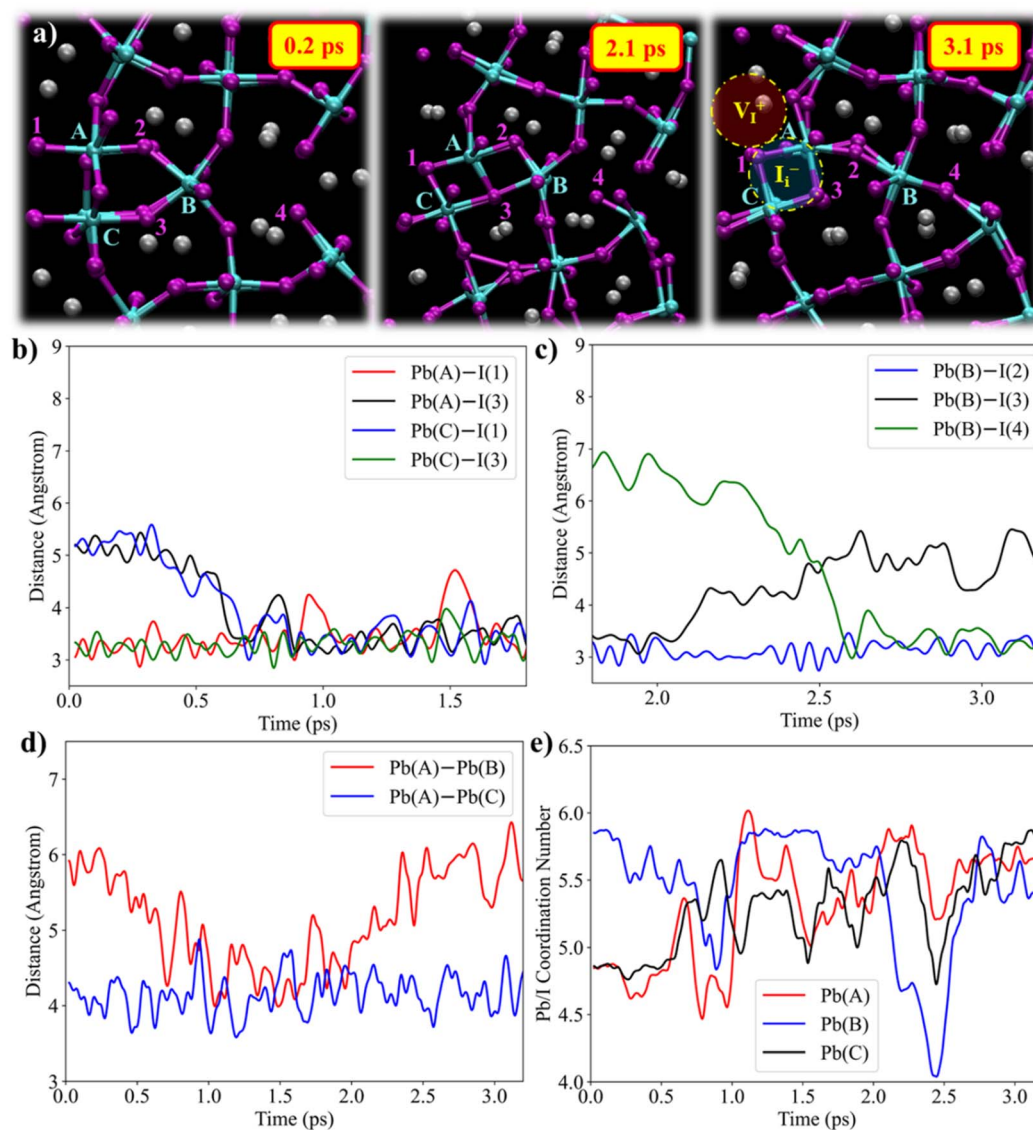 a)
0.2 ps
2.1 ps
3.1 ps
1
A
2
B
C
3
4
1
A
2
B
C
3
4
V_I^+
A
1
2
I_i^-
C
3
B
4
b)
9
8
7
6
5
4
3
Distance (Angstrom)
0.0
0.5
1.0
1.5
Time (ps)
Pb(A)−I(1)
Pb(A)−I(3)
Pb(C)−I(1)
Pb(C)−I(3)
c)
9
8
7
6
5
4
3
Distance (Angstrom)
2.0
2.5
3.0
Time (ps)
Pb(B)−I(2)
Pb(B)−I(3)
Pb(B)−I(4)
d)
7
6
5
4
3
Distance (Angstrom)
0.0
0.5
1.0
1.5
2.0
2.5
3.0
Time (ps)
Pb(A)−Pb(B)
Pb(A)−Pb(C)
e)
6.5
6.0
5.5
5.0
4.5
4.0
Pb/I Coordination Number
0.0
0.5
1.0
1.5
2.0
2.5
3.0
Time (ps)
Pb(A)
Pb(B)
Pb(C)